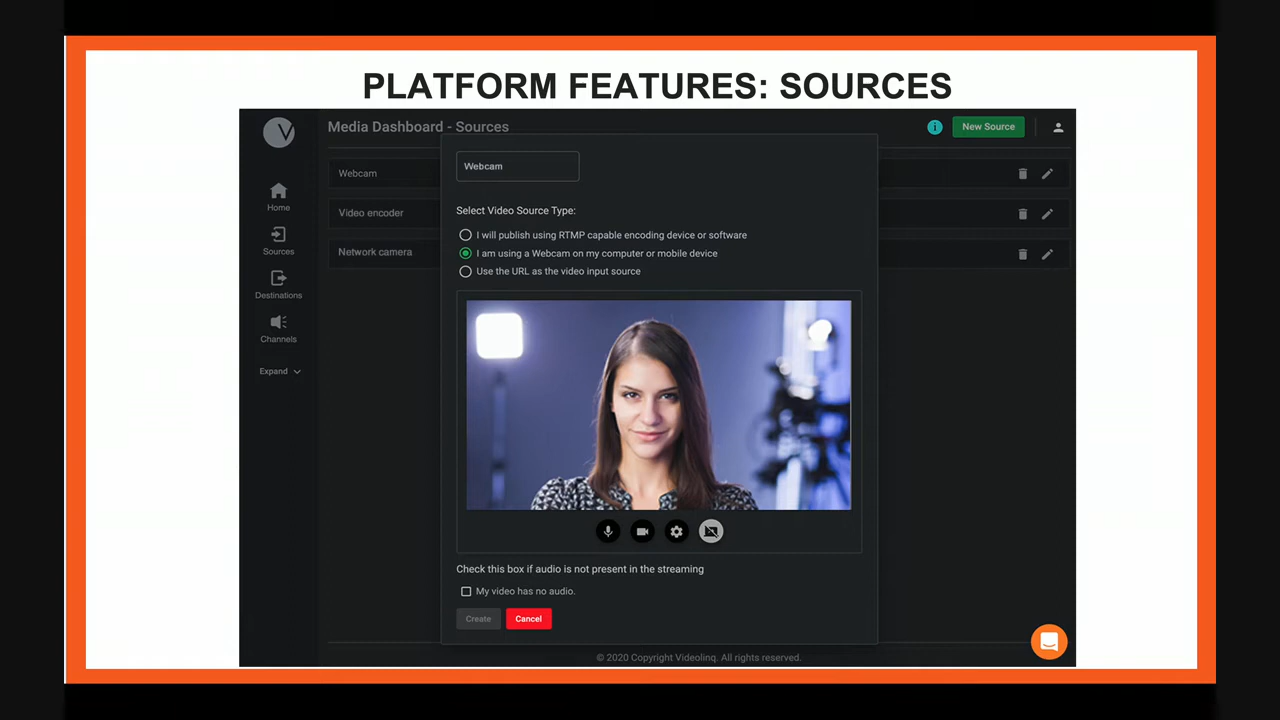 PLATFORM FEATURES: SOURCES
V
Media Dashboard - Sources
i
New Source
Webcam
Video encoder
Network camera
Home
Sources
Destinations
Channels
Expand
Webcam
Select Video Source Type:
I will publish using RTMP capable encoding device or software
I am using a Webcam on my computer or mobile device
Use the URL as the video input source
Check this box if audio is not present in the streaming
My video has no audio.
Create
Cancel
© 2020 Copyright Videolinq. All rights reserved.